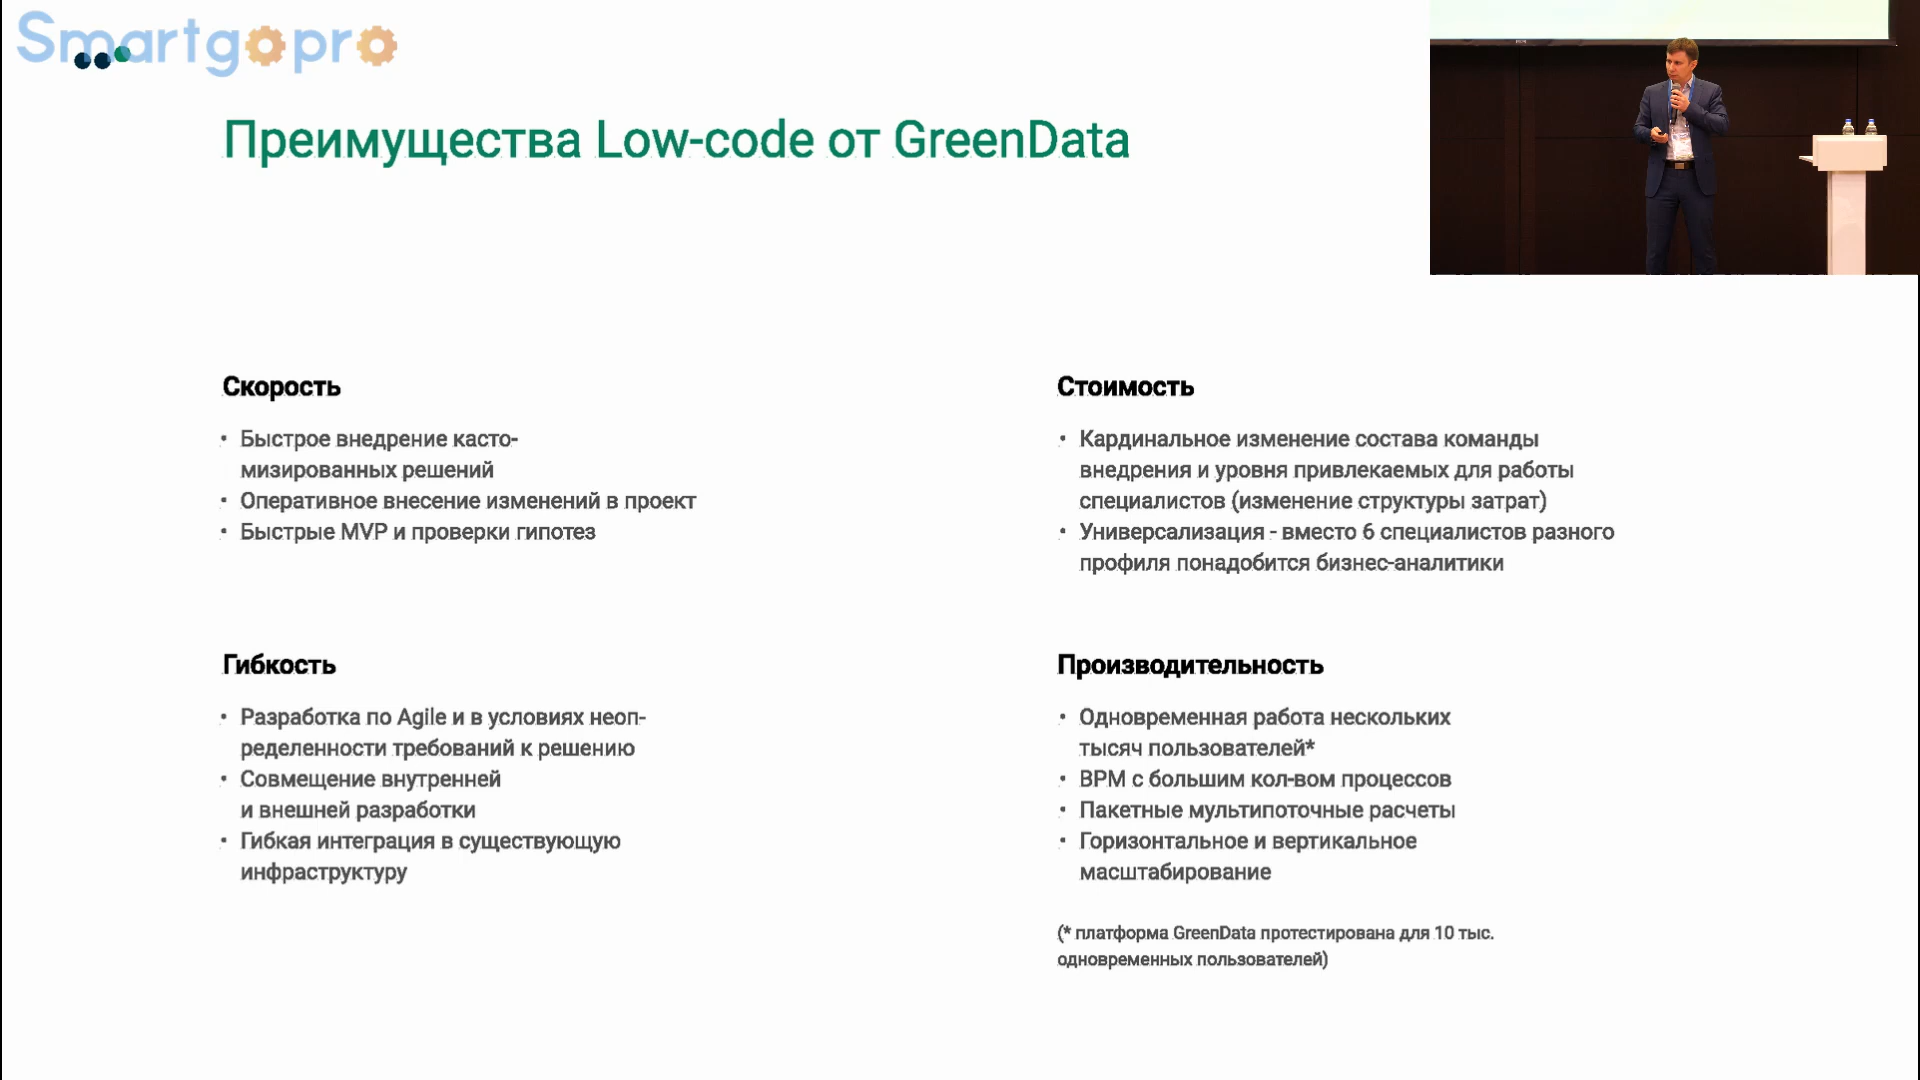 Smartgopro
Преимущества Low-code от GreenData
Скорость
• Быстрое внедрение касто-
мизированных решений
• Оперативное внесение изменений в проект
• Быстрые MVP и проверки гипотез
Стоимость
• Кардинальное изменение состава команды
внедрения и уровня привлекаемых для работы
специалистов (изменение структуры затрат)
• Универсализация - вместо 6 специалистов разного
профиля понадобится бизнес-аналитики
Гибкость
• Разработка по Agile и в условиях неоп-
ределенности требований к решению
• Совмещение внутренней
и внешней разработки
• Гибкая интеграция в существующую
инфраструктуру
Производительность
• Одновременная работа нескольких
тысяч пользователей*
• BPM с большим кол-вом процессов
• Пакетные мультипоточные расчеты
• Горизонтальное и вертикальное
масштабирование
(* платформа GreenData протестирована для 10 тыс.
одновременных пользователей)